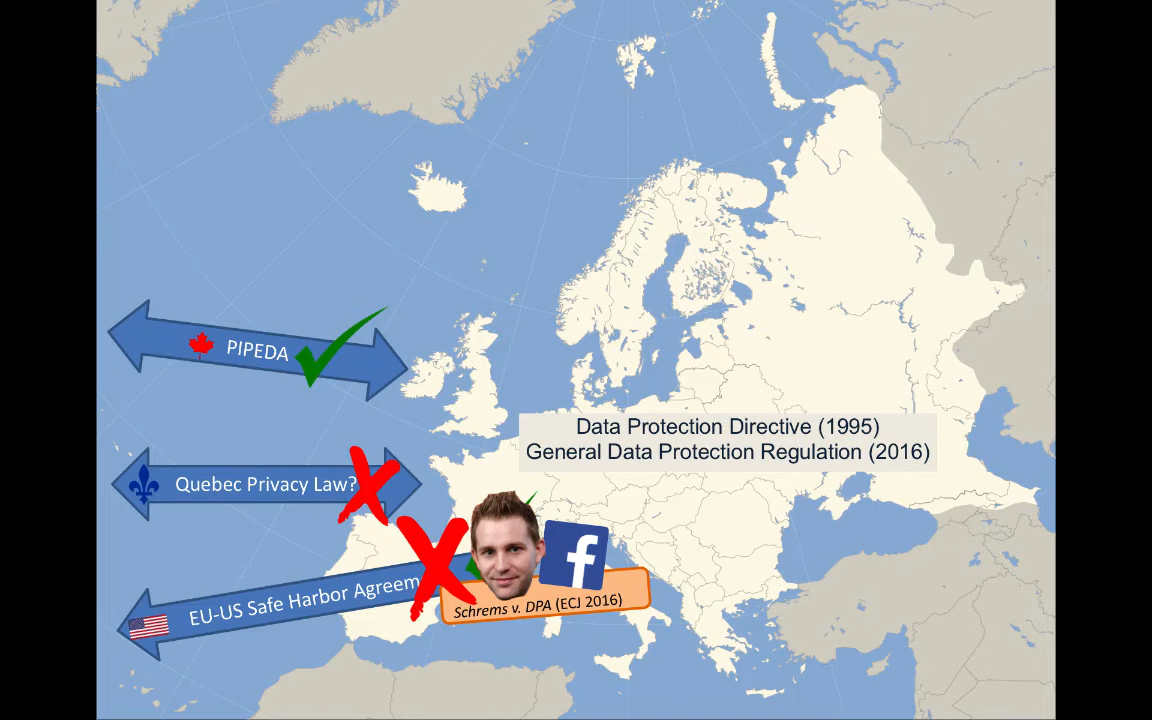 PIPEDA
Data Protection Directive (1995)
General Data Protection Regulation (2016)
Quebec Privacy Law?
EU-US Safe Harbor Agreem
f
Schrems v. DPA (ECJ 2016)